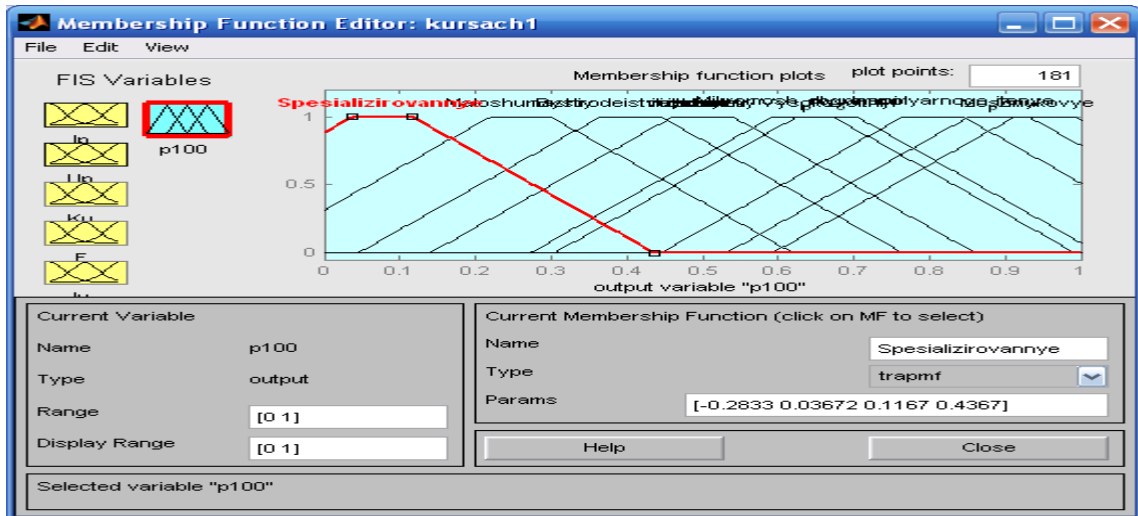 Membership Function Editor: kursach1
File Edit View
FIS Variables
Membership function plots plot points: 181
In
Un
Ku
F
p100
Spesializirovannye
1
0.5
0
0 0.1 0.2 0.3 0.4 0.5 0.6 0.7 0.8 0.9 1
output variable "p100"
Current Variable
Name p100
Type output
Range [0 1]
Display Range [0 1]
Current Membership Function (click on MF to select)
Name Spesializirovannye
Type trapmf
Params [-0.2833 0.03672 0.1167 0.4367]
Help Close
Selected variable "p100"